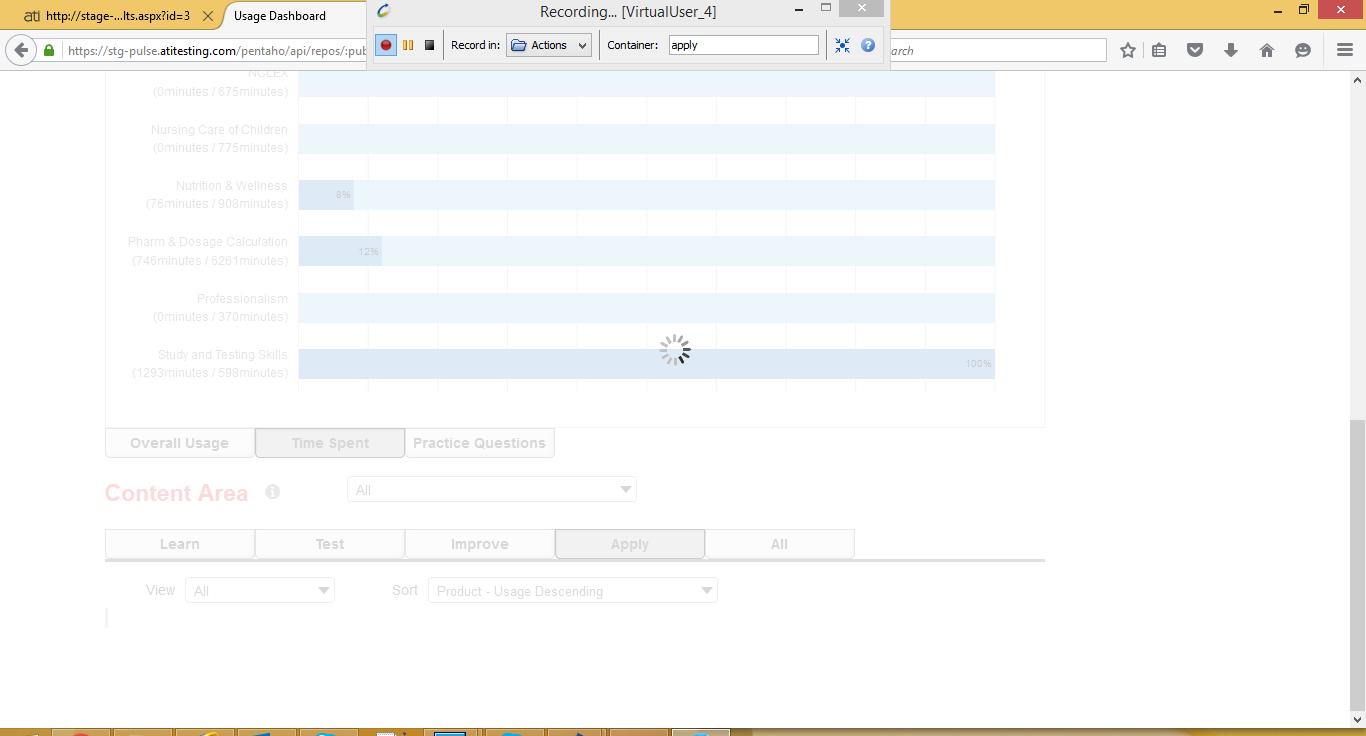 Recording... [VirtualUser_4]
ati http://stage-...lts.aspx?id=3
Usage Dashboard
Record in: Actions Container: apply
https://stg-pulse.atitesting.com/pentaho/api/repos/:pub
arch
NCLEX
(0minutes / 675minutes)
Nursing Care of Children
(0minutes / 775minutes)
Nutrition & Wellness
(76minutes / 908minutes)
8%
Pharm & Dosage Calculation
(746minutes / 6261minutes)
12%
Professionalism
(0minutes / 370minutes)
Study and Testing Skills
(1293minutes / 598minutes)
100%
Overall Usage Time Spent Practice Questions
Content Area All
Learn Test Improve Apply All
View All Sort Product - Usage Descending